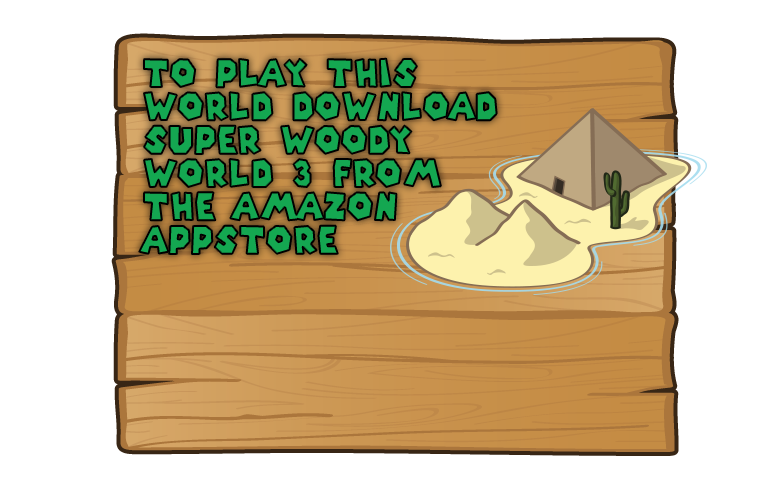 TO PLAY THIS
WORLD DOWNLOAD
SUPER WOODY
WORLD 3 FROM
THE AMAZON
APPSTORE